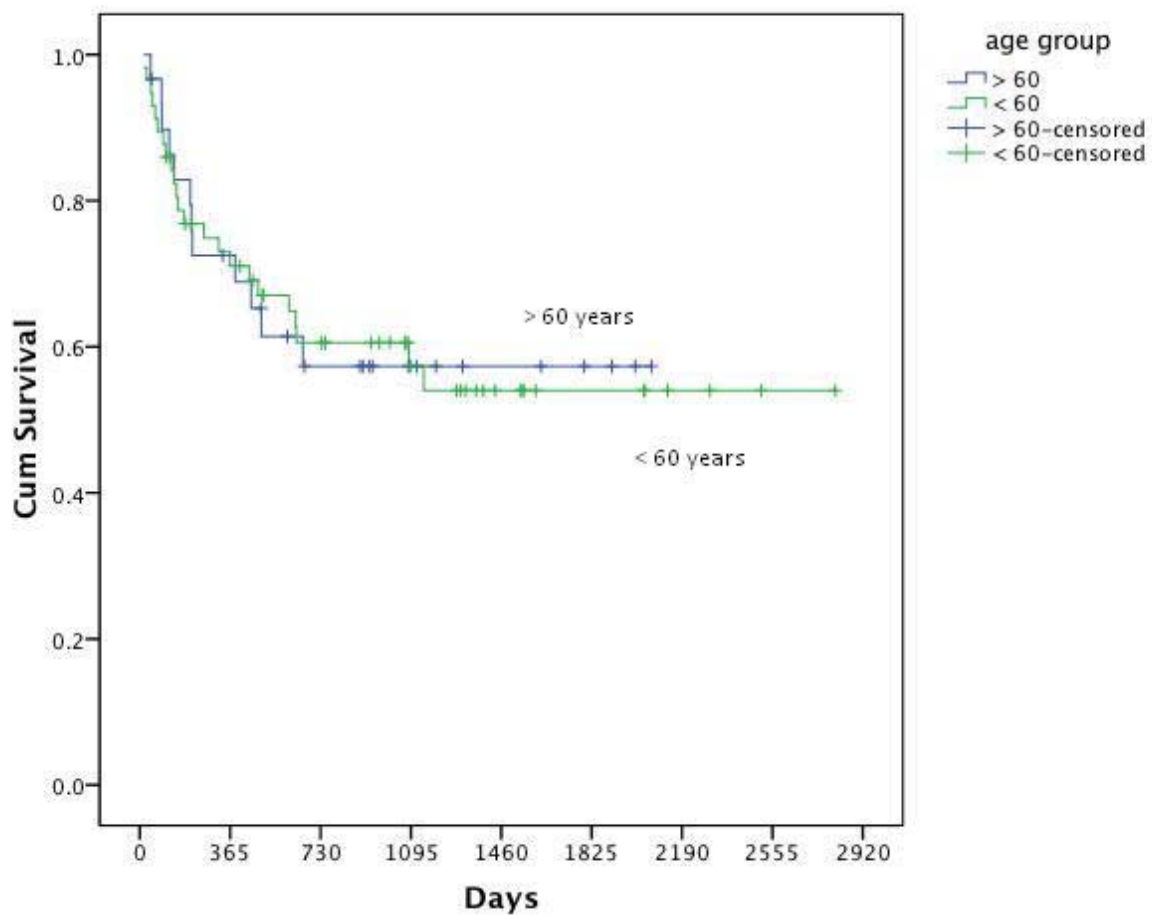 age group
> 60
< 60
> 60-censored
< 60-censored
Cum Survival
1.0
0.8
0.6
0.4
0.2
0.0
> 60 years
< 60 years
0 365 730 1095 1460 1825 2190 2555 2920
Days